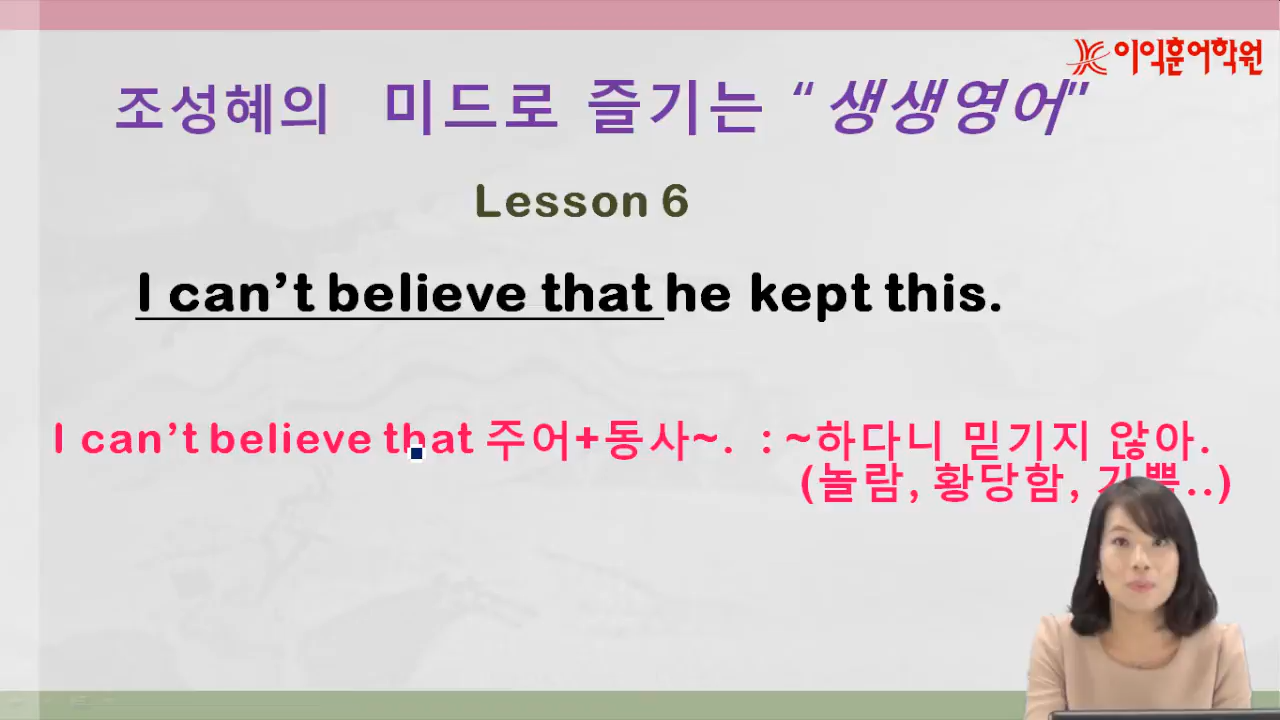 이익훈어학원
조성혜의 미드로 즐기는 “생생영어”
Lesson 6
I can’t believe that he kept this.
I can’t believe that 주어+동사~. : ~하다니 믿기지 않아.
(놀람, 황당함, ..)